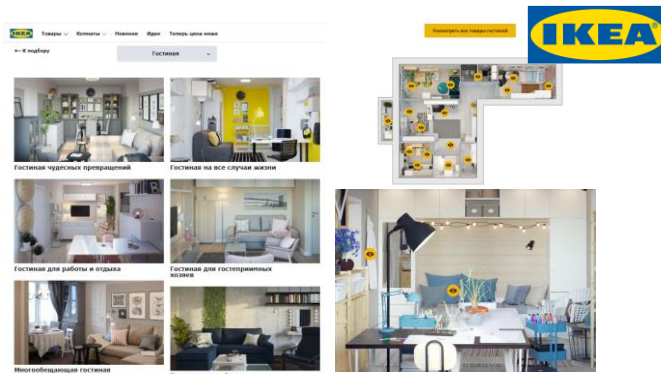 IKEA Товары Комнаты Новинки Идеи Теперь цена ниже
← К подбору
Гостиная
Гостиная чудесных превращений
Гостиная на все случаи жизни
Гостиная для работы и отдыха
Гостиная для гостеприимных
хозяев
Многообещающая гостиная
Посмотреть все товары гостиной
IKEA